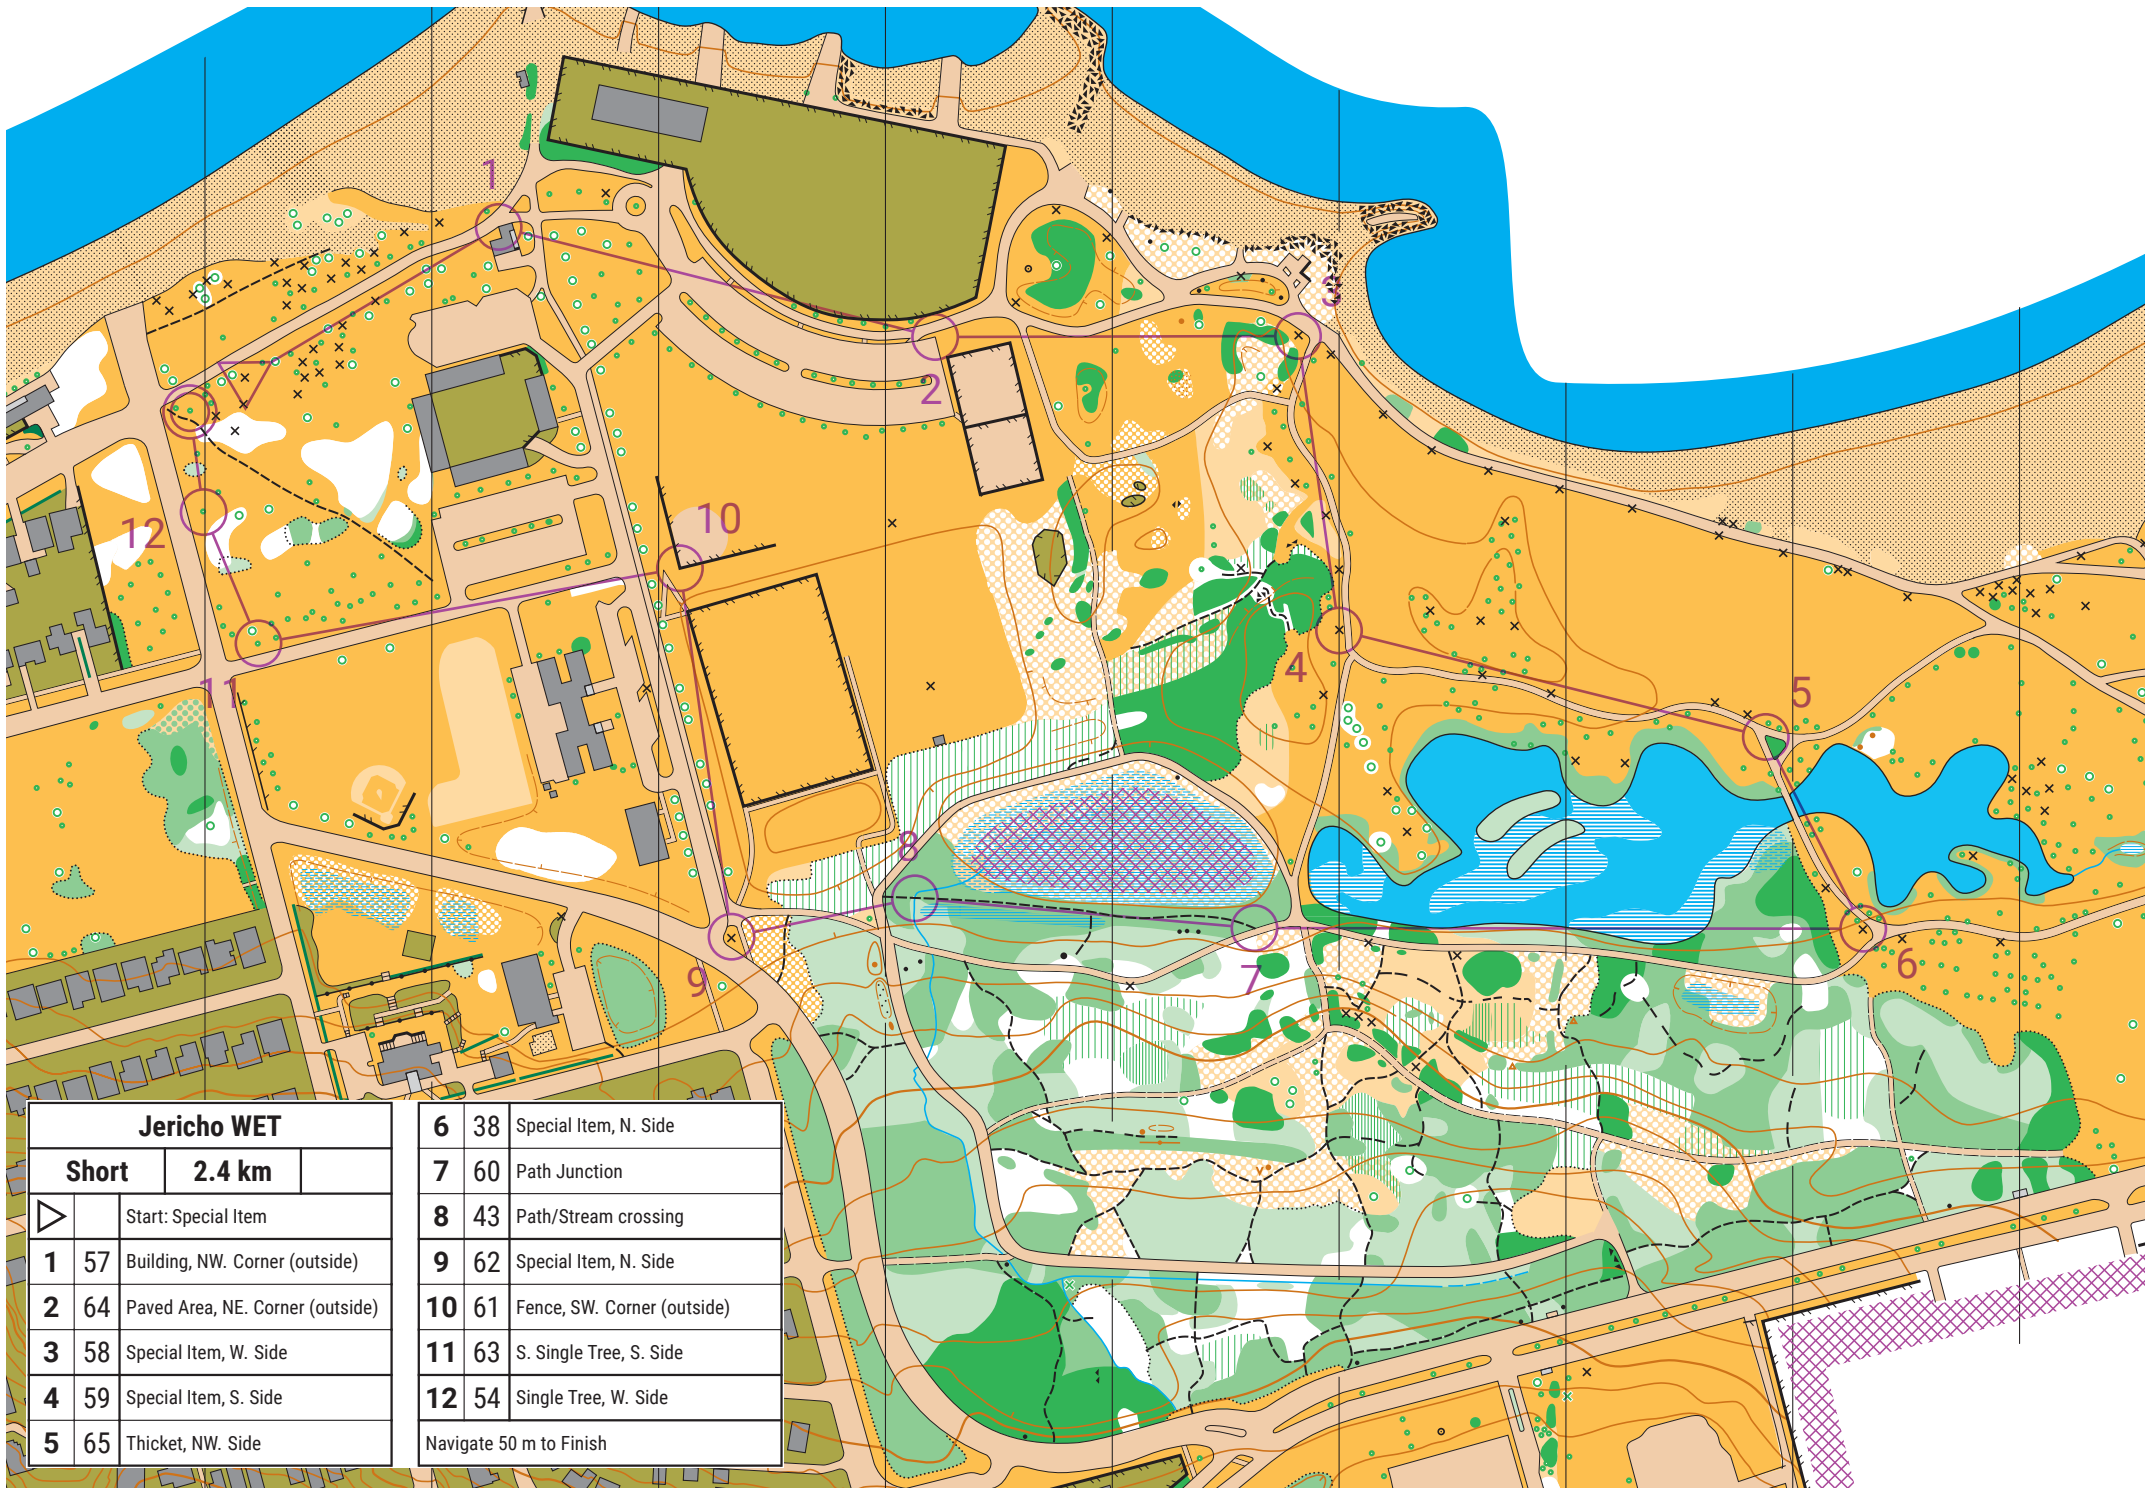 1
3
2
10
12
4
11
5
8
7
9
6
Jericho WET
Short 2.4 km
Start: Special Item
1 57 Building, NW. Corner (outside)
2 64 Paved Area, NE. Corner (outside)
3 58 Special Item, W. Side
4 59 Special Item, S. Side
5 65 Thicket, NW. Side
6 38 Special Item, N. Side
7 60 Path Junction
8 43 Path/Stream crossing
9 62 Special Item, N. Side
10 61 Fence, SW. Corner (outside)
11 63 S. Single Tree, S. Side
12 54 Single Tree, W. Side
Navigate 50 m to Finish